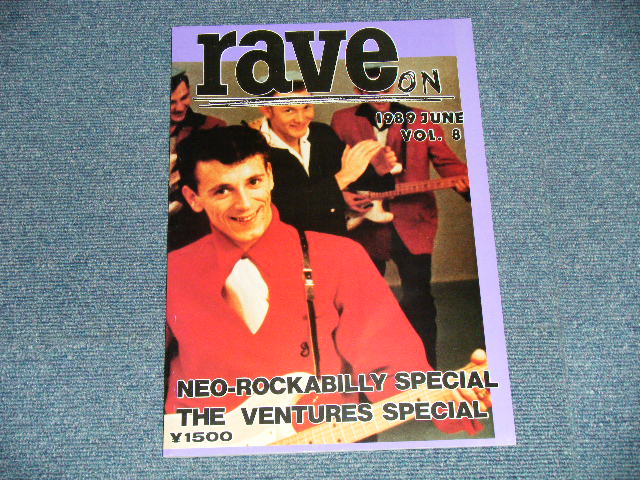 rave ON
1989 JUNE
VOL. 8
NEO-ROCKABILLY SPECIAL
THE VENTURES SPECIAL
¥1500